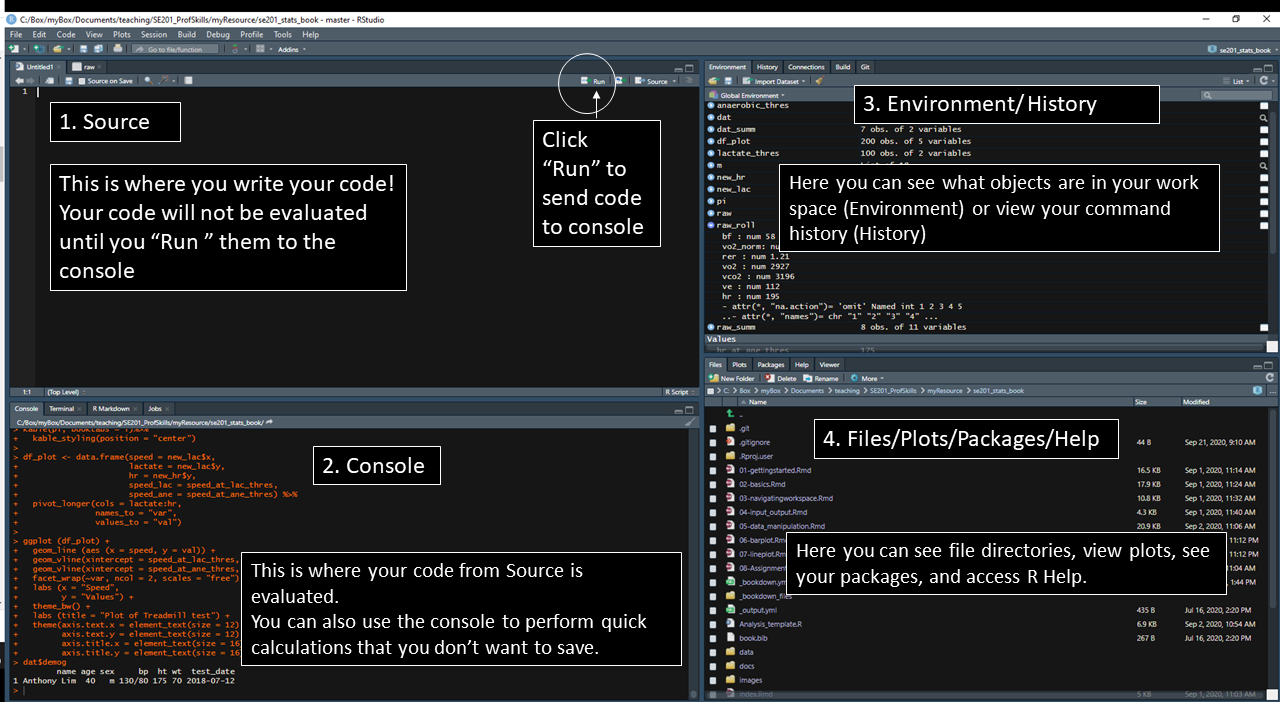 C:/Box/myBox/Documents/teaching/SE201_ProfSkills/myResource/se201_stats_book - master - RStudio
File Edit Code View Plots Session Build Debug Profile Tools Help
Go to file/function Addins se201_stats_book
Untitled1 raw
Source on Save Run Source
1
1. Source
This is where you write your code!
Your code will not be evaluated
until you “Run ” them to the
console
Click
“Run” to
send code
to console
1:1 (Top Level) R Script
Environment History Connections Build Git
Import Dataset List
Global Environment
3. Environment/ History
anaerobic_thres
dat
dat_summ 7 obs. of 2 variables
df_plot 200 obs. of 5 variables
lactate_thres 100 obs. of 2 variables
m
new_hr
new_lac
pi
raw
raw_roll
Here you can see what objects are in your work
space (Environment) or view your command
history (History)
bf : num 58
vo2_norm: nu
rer : num 1.21
vo2 : num 2927
vco2 : num 3196
ve : num 112
hr : num 195
- attr(*, "na.action")= 'omit' Named int 1 2 3 4 5
..- attr(*, "names")= chr "1" "2" "3" "4" ...
raw_summ 8 obs. of 11 variables
Values
hr_at_ane_thres 175
Console Terminal R Markdown Jobs
C:/Box/myBox/Documents/teaching/SE201_ProfSkills/myResource/se201_stats_book/
> kable(pi, booktabs = T)%>%
+ kable_styling(position = "center")
>
> df_plot <- data.frame(speed = new_lac$x,
+ lactate = new_lac$y,
+ hr = new_hr$y,
+ speed_lac = speed_at_lac_thres,
+ speed_ane = speed_at_ane_thres) %>%
+ pivot_longer(cols = lactate:hr,
+ names_to = "var",
+ values_to = "val")
>
> ggplot (df_plot) +
+ geom_line (aes (x = speed, y = val)) +
+ geom_vline(xintercept = speed_at_lac_thres,
+ geom_vline(xintercept = speed_at_ane_thres,
+ facet_wrap(~var, ncol = 2, scales = "free")
+ labs (x = "Speed",
+ y = "Values") +
+ theme_bw() +
+ labs (title = "Plot of Treadmill test") +
+ theme(axis.text.x = element_text(size = 12)
+ axis.text.y = element_text(size = 12)
+ axis.title.x = element_text(size = 16
+ axis.title.y = element_text(size = 16
> dat$demog
name age sex bp ht wt test_date
1 Anthony Lim 40 m 130/80 175 70 2018-07-12
>
2. Console
This is where your code from Source is
evaluated.
You can also use the console to perform quick
calculations that you don’t want to save.
Files Plots Packages Help Viewer
New Folder Delete Rename More
C: > Box > myBox > Documents > teaching > SE201_ProfSkills > myResource > se201_stats_book
Name Size Modified
..
4. Files/Plots/Packages/Help
.git
.gitignore 44 B Sep 21, 2020, 9:10 AM
.Rproj.user
01-gettingstarted.Rmd 16.5 KB Sep 1, 2020, 11:14 AM
02-basics.Rmd 17.9 KB Sep 1, 2020, 11:24 AM
03-navigatingworkspace.Rmd 10.8 KB Sep 1, 2020, 11:32 AM
04-input_output.Rmd 4.3 KB Sep 1, 2020, 11:40 AM
05-data_manipulation.Rmd 20.9 KB Sep 2, 2020, 11:06 AM
06-barplot.Rm 11:12 PM
07-lineplot.Rm 11:12 PM
08-Assignment 11:04 AM
_bookdown.ym 1:44 PM
Here you can see file directories, view plots, see
your packages, and access R Help.
_bookdown_files
_output.yml 435 B Jul 16, 2020, 2:20 PM
Analysis_template.R 6.9 KB Sep 2, 2020, 10:54 AM
book.bib 267 B Jul 16, 2020, 2:20 PM
data
docs
images
index.Rmd 5 KB Sep 1, 2020, 11:03 AM